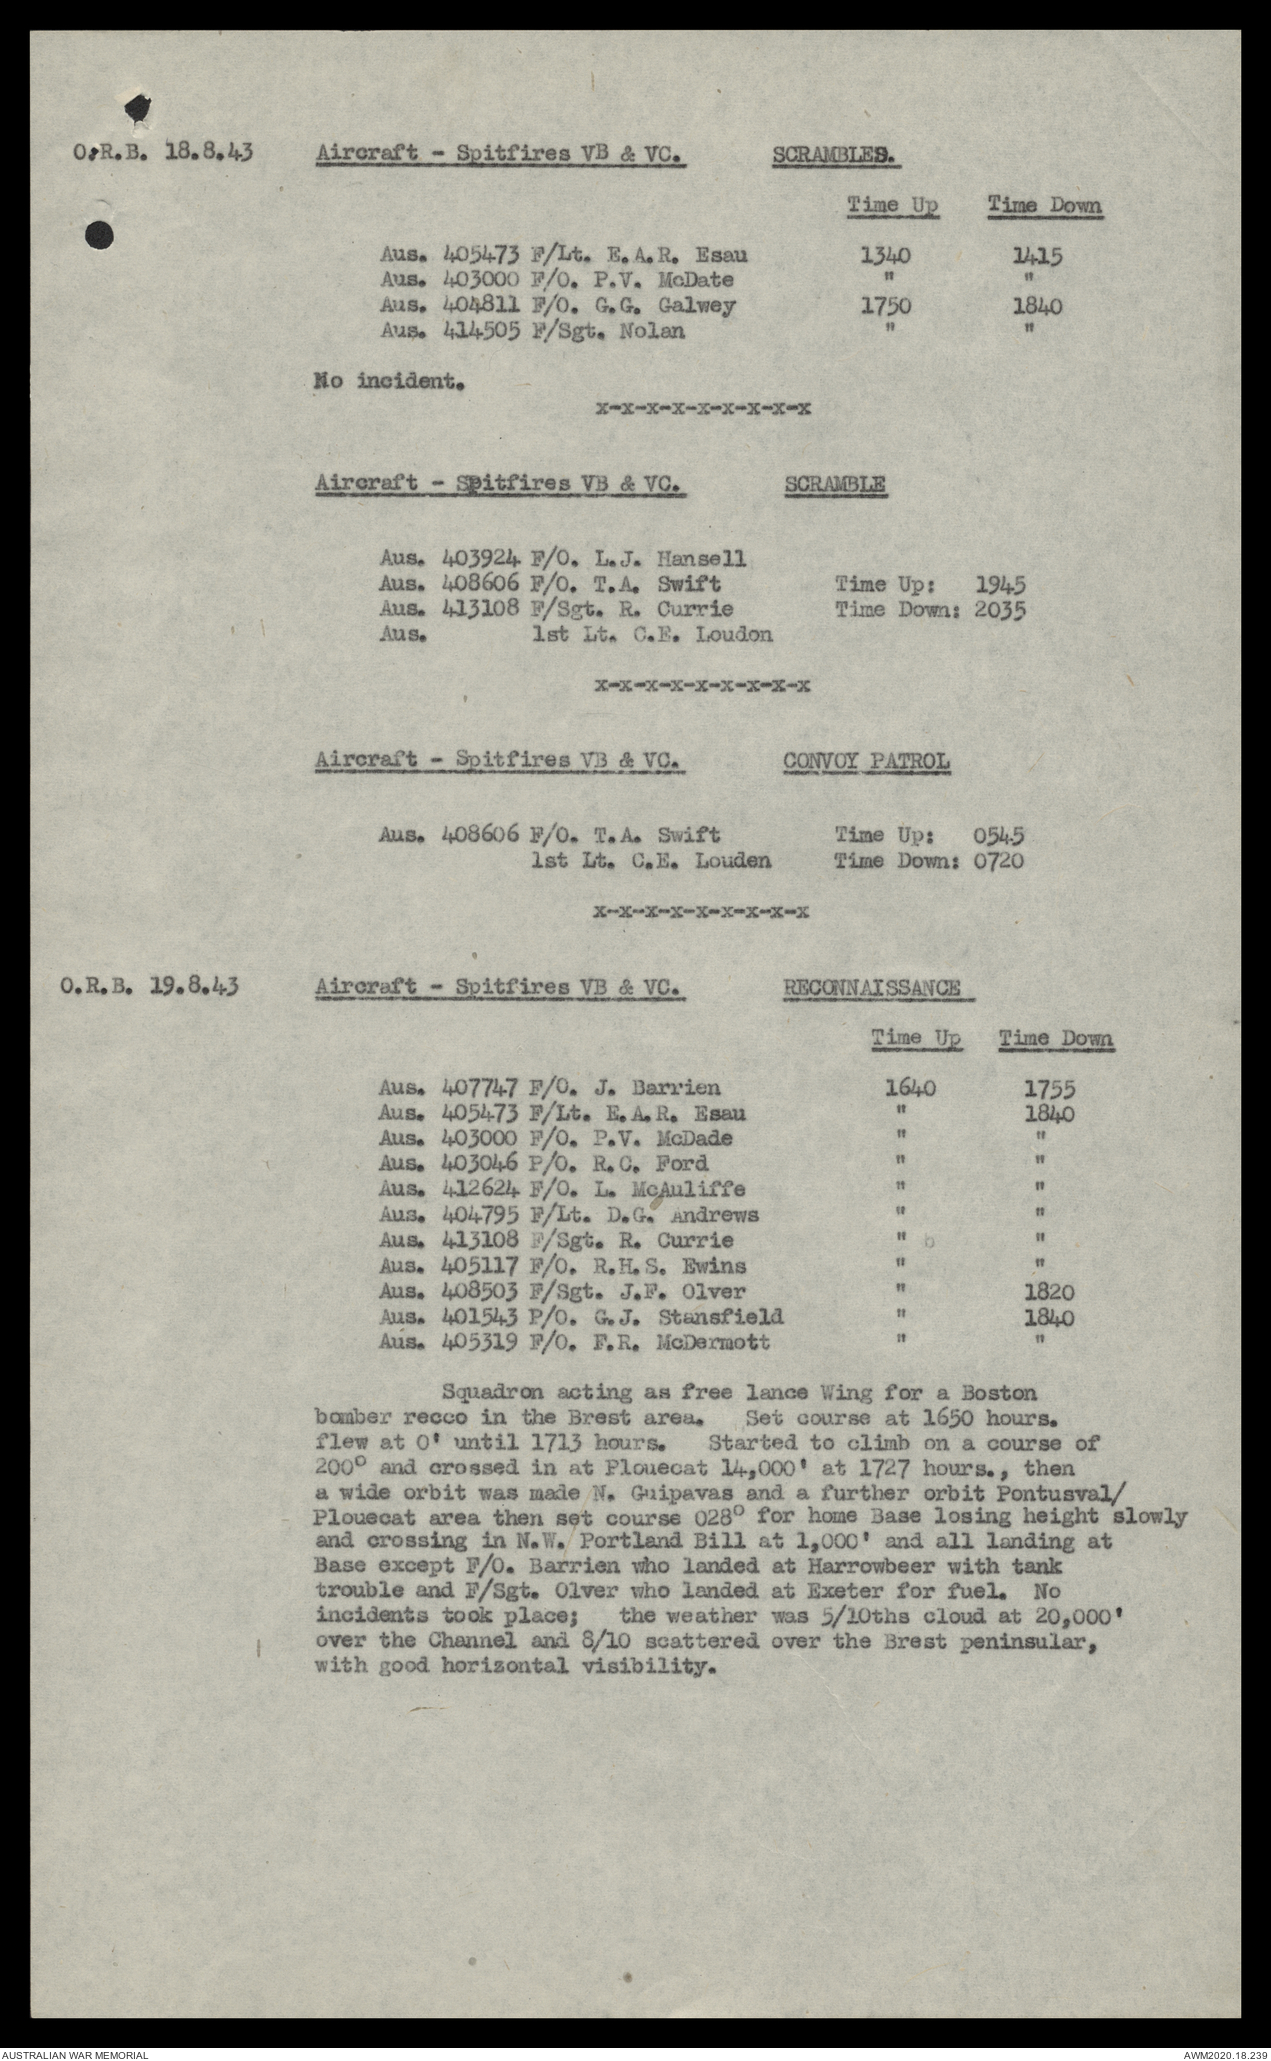 O.R.B. 18.8.43 Aircraft - Spitfires VB & VC. SCRAMBLES.
Time Up Time Down
Aus. 405473 F/Lt. E.A.R. Esau 1340 1415
Aus. 403000 F/O. P.V. McDate " "
Aus. 404811 F/O. G.G. Galwey 1750 1840
Aus. 414505 F/Sgt. Nolan " "
No incident.
x-x-x-x-x-x-x-x-x
Aircraft - Spitfires VB & VC. SCRAMBLE
Aus. 403924 F/O. L.J. Hansell
Aus. 408606 F/O. T.A. Swift Time Up: 1945
Aus. 413108 F/Sgt. R. Currie Time Down: 2035
Aus. 1st Lt. C.E. Loudon
x-x-x-x-x-x-x-x-x
Aircraft - Spitfires VB & VC. CONVOY PATROL
Aus. 408606 F/O. T.A. Swift Time Up: 0545
1st Lt. C.E. Louden Time Down: 0720
x-x-x-x-x-x-x-x-x
O.R.B. 19.8.43 Aircraft - Spitfires VB & VC. RECONNAISSANCE
Time Up Time Down
Aus. 407747 F/O. J. Barrien 1640 1755
Aus. 405473 F/Lt. E.A.R. Esau " 1840
Aus. 403000 F/O. P.V. McDade " "
Aus. 403046 P/O. R.C. Ford " "
Aus. 412624 F/O. L. McAuliffe " "
Aus. 404795 F/Lt. D.G. Andrews " "
Aus. 413108 F/Sgt. R. Currie " b "
Aus. 405117 F/O. R.H.S. Ewins " "
Aus. 408503 F/Sgt. J.F. Olver " 1820
Aus. 401543 P/O. G.J. Stansfield " 1840
Aus. 405319 F/O. F.R. McDermott " "
Squadron acting as free lance Wing for a Boston
bomber recco in the Brest area. Set course at 1650 hours.
flew at 0' until 1713 hours. Started to climb on a course of
200° and crossed in at Plouecat 14,000' at 1727 hours., then
a wide orbit was made N. Guipavas and a further orbit Pontusval/
Plouecat area then set course 028° for home Base losing height slowly
and crossing in N.W. Portland Bill at 1,000' and all landing at
Base except F/O. Barrien who landed at Harrowbeer with tank
trouble and F/Sgt. Olver who landed at Exeter for fuel. No
incidents took place; the weather was 5/10ths cloud at 20,000'
over the Channel and 8/10 scattered over the Brest peninsular,
with good horizontal visibility.
AUSTRALIAN WAR MEMORIAL AWM2020.18.239